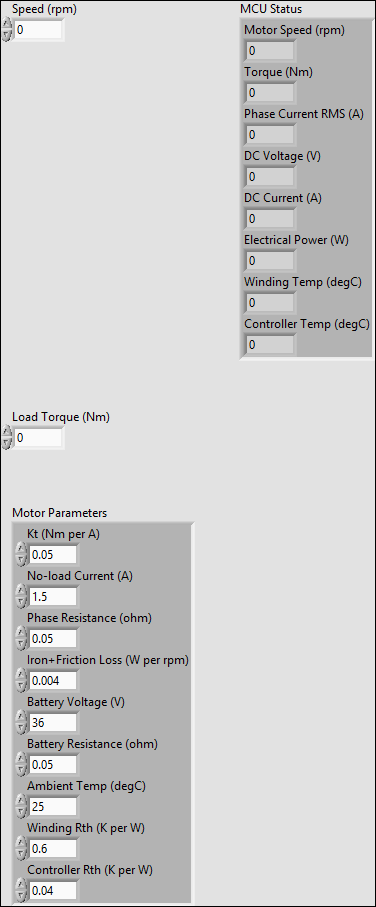 Speed (rpm)
0
MCU Status
Motor Speed (rpm)
0
Torque (Nm)
0
Phase Current RMS (A)
0
DC Voltage (V)
0
DC Current (A)
0
Electrical Power (W)
0
Winding Temp (degC)
0
Controller Temp (degC)
0
Load Torque (Nm)
0
Motor Parameters
Kt (Nm per A)
0.05
No-load Current (A)
1.5
Phase Resistance (ohm)
0.05
Iron+Friction Loss (W per rpm)
0.004
Battery Voltage (V)
36
Battery Resistance (ohm)
0.05
Ambient Temp (degC)
25
Winding Rth (K per W)
0.6
Controller Rth (K per W)
0.04